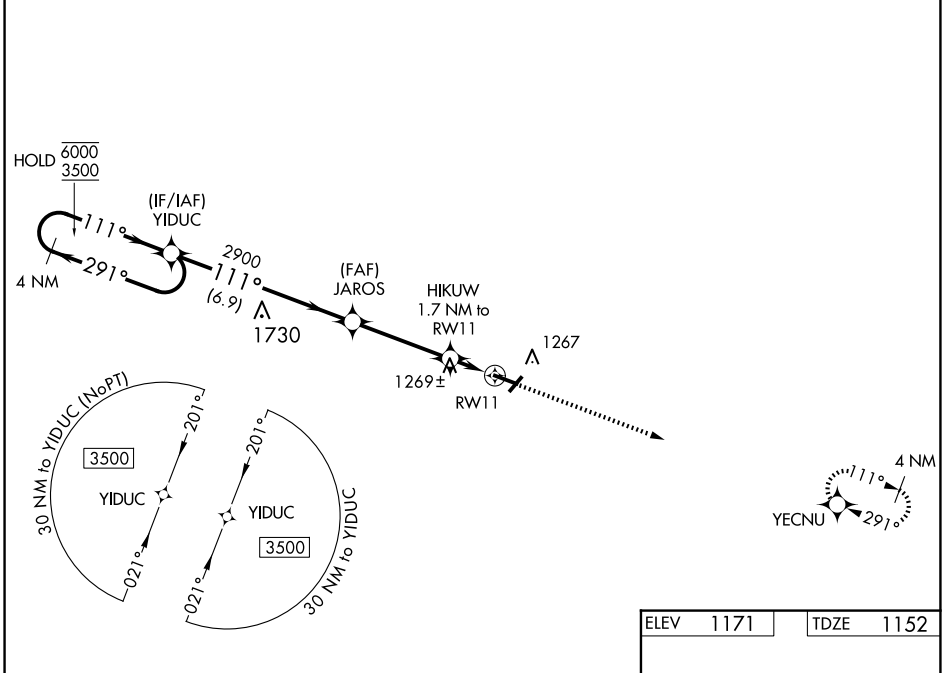 HOLD 6000
3500
111°
291°
4 NM
(IF/IAF)
YIDUC
2900
111°
(6.9)
1730
(FAF)
JAROS
HIKUW
1.7 NM to
RW11
1269±
RW11
1267
30 NM to YIDUC (NoPT)
201°
3500
YIDUC
021°
201°
YIDUC
3500
021°
30 NM to YIDUC
4 NM
111°
291°
YECNU
ELEV 1171
TDZE 1152